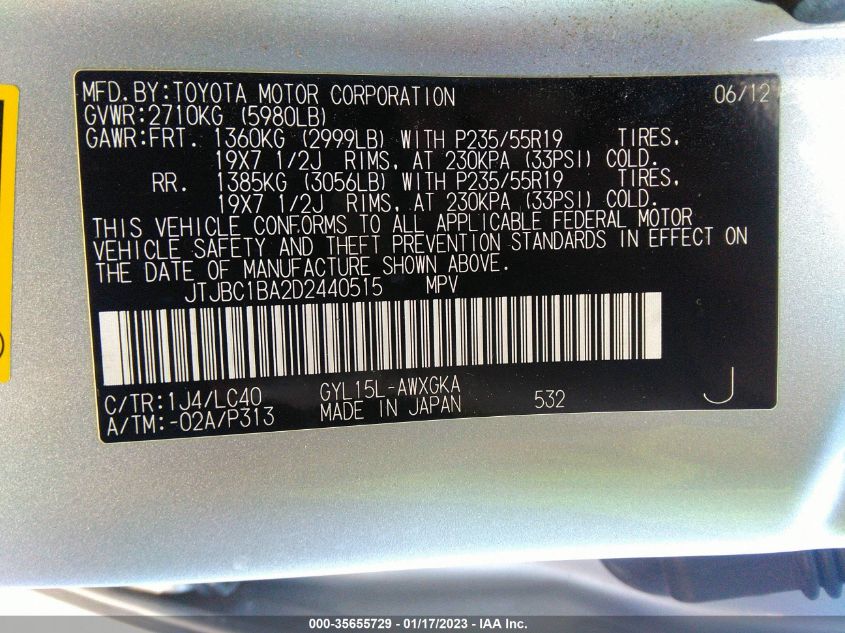 MFD.BY:TOYOTA MOTOR CORPORATION 06/12
GVWR:2710KG (5980LB)
GAWR:FRT. 1360KG (2999LB) WITH P235/55R19 TIRES,
19X7 1/2J RIMS, AT 230KPA (33PSI) COLD.
RR. 1385KG (3056LB) WITH P235/55R19 TIRES,
19X7 1/2J RIMS, AT 230KPA (33PSI) COLD.
THIS VEHICLE CONFORMS TO ALL APPLICABLE FEDERAL MOTOR
VEHICLE SAFETY AND THEFT PREVENTION STANDARDS IN EFFECT ON
THE DATE OF MANUFACTURE SHOWN ABOVE.
JTJBC1BA2D2440515 MPV
C/TR:1J4/LC40 GYL15L-AWXGKA
A/TM:-02A/P313 MADE IN JAPAN 532 J
000-35655729 - 01/17/2023 - IAA Inc.